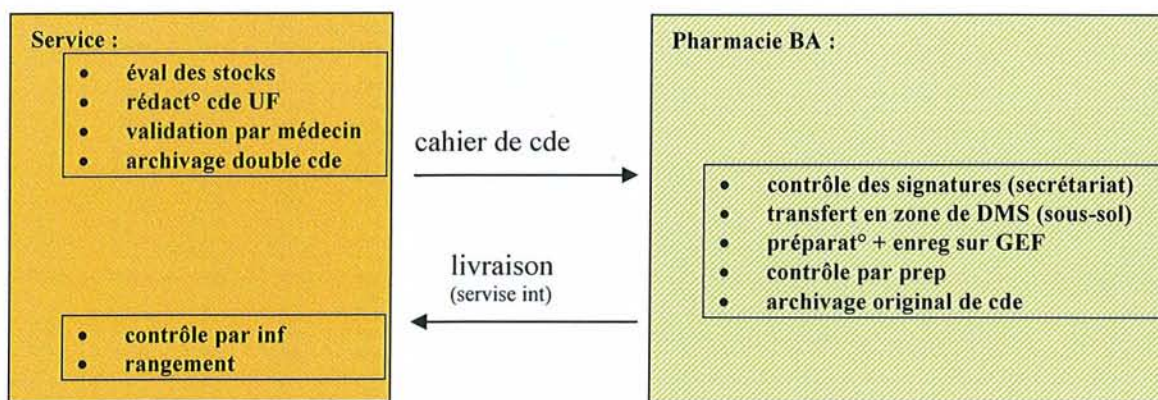 Service :
• éval des stocks
• rédact° cde UF
• validation par médecin
• archivage double cde
cahier de cde
livraison
(servise int)
• contrôle par inf
• rangement
Pharmacie BA :
• contrôle des signatures (secrétariat)
• transfert en zone de DMS (sous-sol)
• préparat° + enreg sur GEF
• contrôle par prep
• archivage original de cde